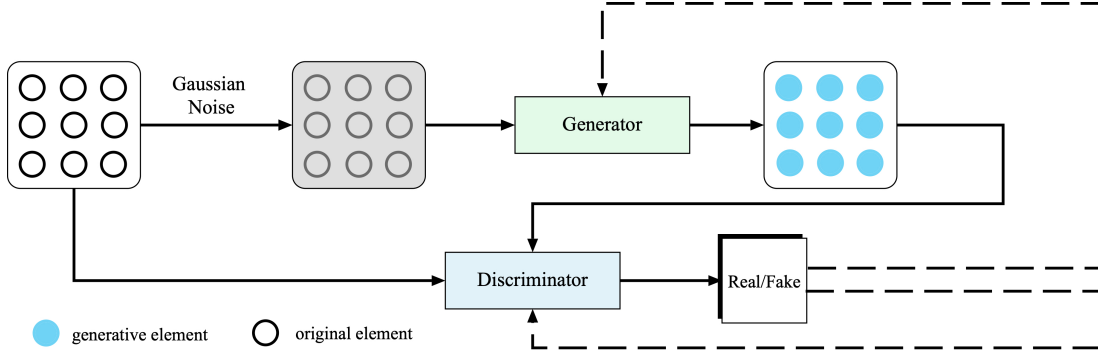 Gaussian
Noise
Generator
Discriminator
Real/Fake
generative element
original element